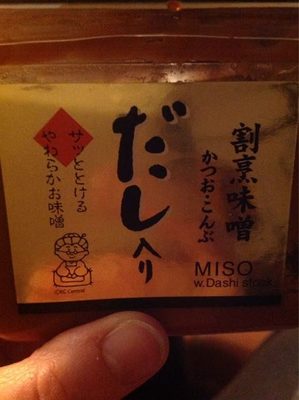 割烹味噌
かつおこんぶ
だし入り
サッととける
やわらかお味噌
MISO
w.Dashi stock